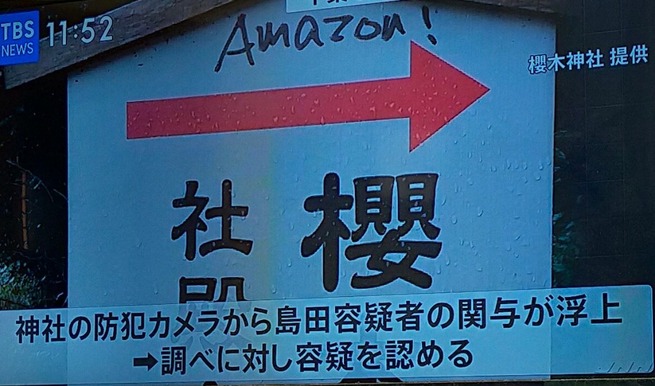 TBS
NEWS
11:52
Amazon!
櫻木神社 提供
櫻
社
神社の防犯カメラから島田容疑者の関与が浮上
➡調べに対し容疑を認める